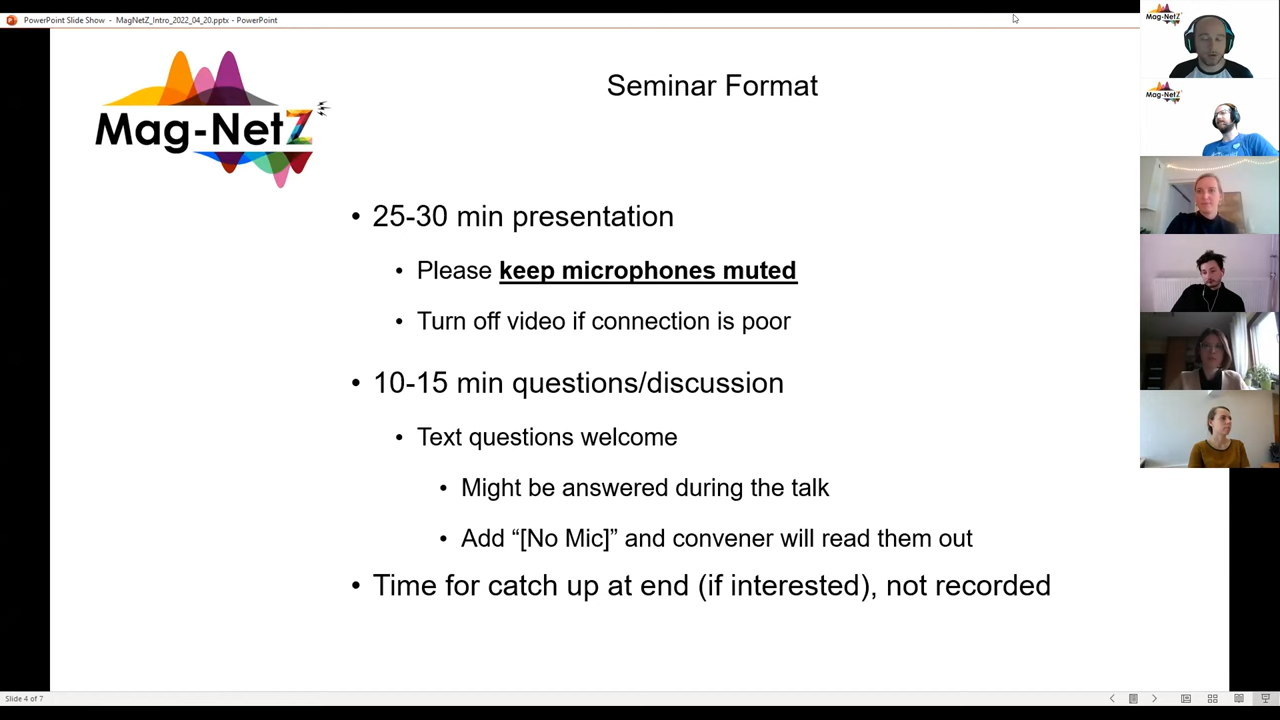 PowerPoint Slide Show - MagNetZ_Intro_2022_04_20.pptx - PowerPoint
Mag-NetZ
Seminar Format
• 25-30 min presentation
• Please keep microphones muted
• Turn off video if connection is poor
• 10-15 min questions/discussion
• Text questions welcome
• Might be answered during the talk
• Add “[No Mic]” and convener will read them out
• Time for catch up at end (if interested), not recorded
Mag-NetZ
Mag-NetZ
Slide 4 of 7